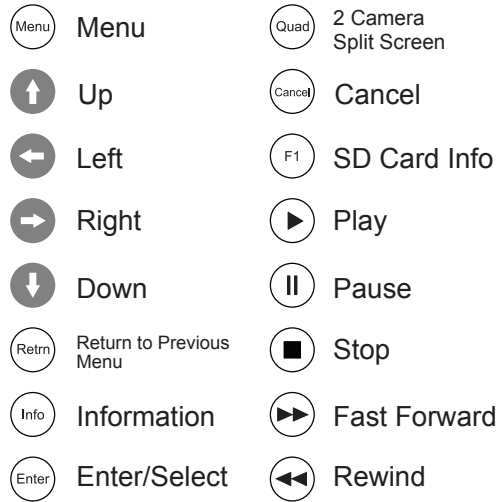 Menu Menu
Up
Left
Right
Down
Retrn Return to Previous
Menu
Info Information
Enter Enter/Select
Quad 2 Camera
Split Screen
Cancel Cancel
F1 SD Card Info
Play
Pause
Stop
Fast Forward
Rewind